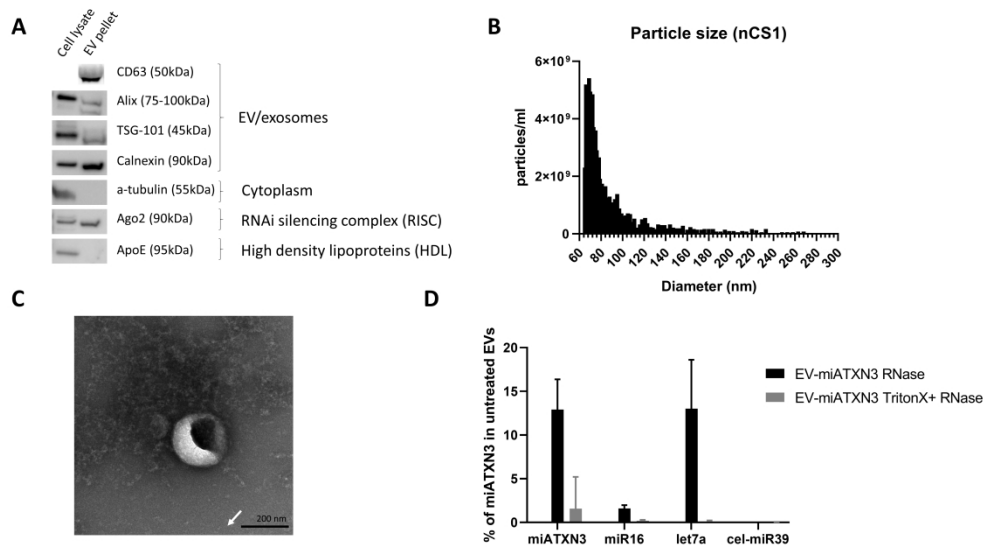 A
Cell lysate
EV pellet
CD63 (50kDa)
Alix (75-100kDa)
TSG-101 (45kDa)
Calnexin (90kDa)
EV/exosomes
a-tubulin (55kDa)
Cytoplasm
Ago2 (90kDa)
RNAi silencing complex (RISC)
ApoE (95kDa)
High density lipoproteins (HDL)
B
Particle size (nCS1)
particles/ml
6×10⁹
4×10⁹
2×10⁹
0
60 80 100 120 140 160 180 200 220 240 260 280 300
Diameter (nm)
C
200 nm
D
% of miATXN3 in untreated EVs
20
15
10
5
0
miATXN3 miR16 let7a cel-miR39
EV-miATXN3 RNase
EV-miATXN3 TritonX+ RNase